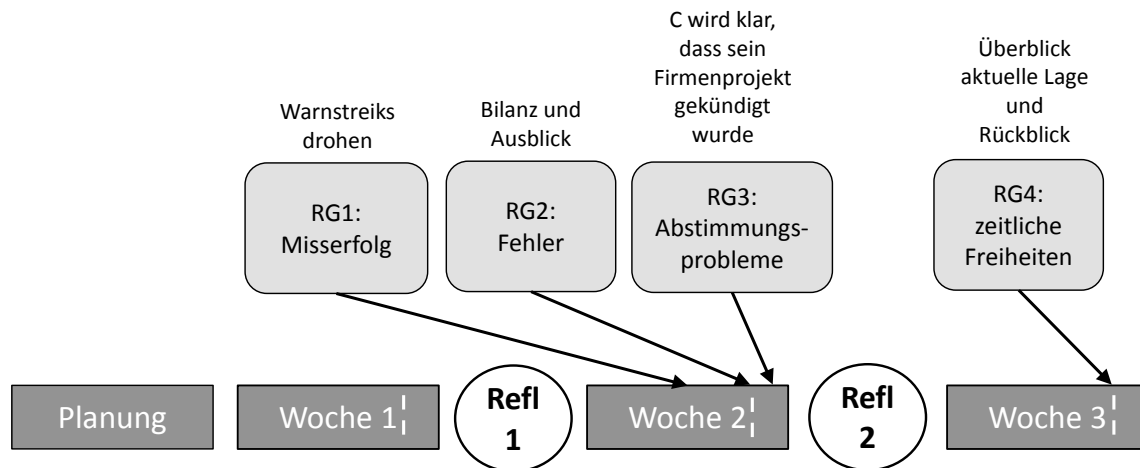 Warnstreiks
drohen
Bilanz und
Ausblick
C wird klar,
dass sein
Firmenprojekt
gekündigt
wurde
Überblick
aktuelle Lage
und
Rückblick
RG1:
Misserfolg
RG2:
Fehler
RG3:
Abstimmungs-
probleme
RG4:
zeitliche
Freiheiten
Planung
Woche 1
Refl
1
Woche 2
Refl
2
Woche 3